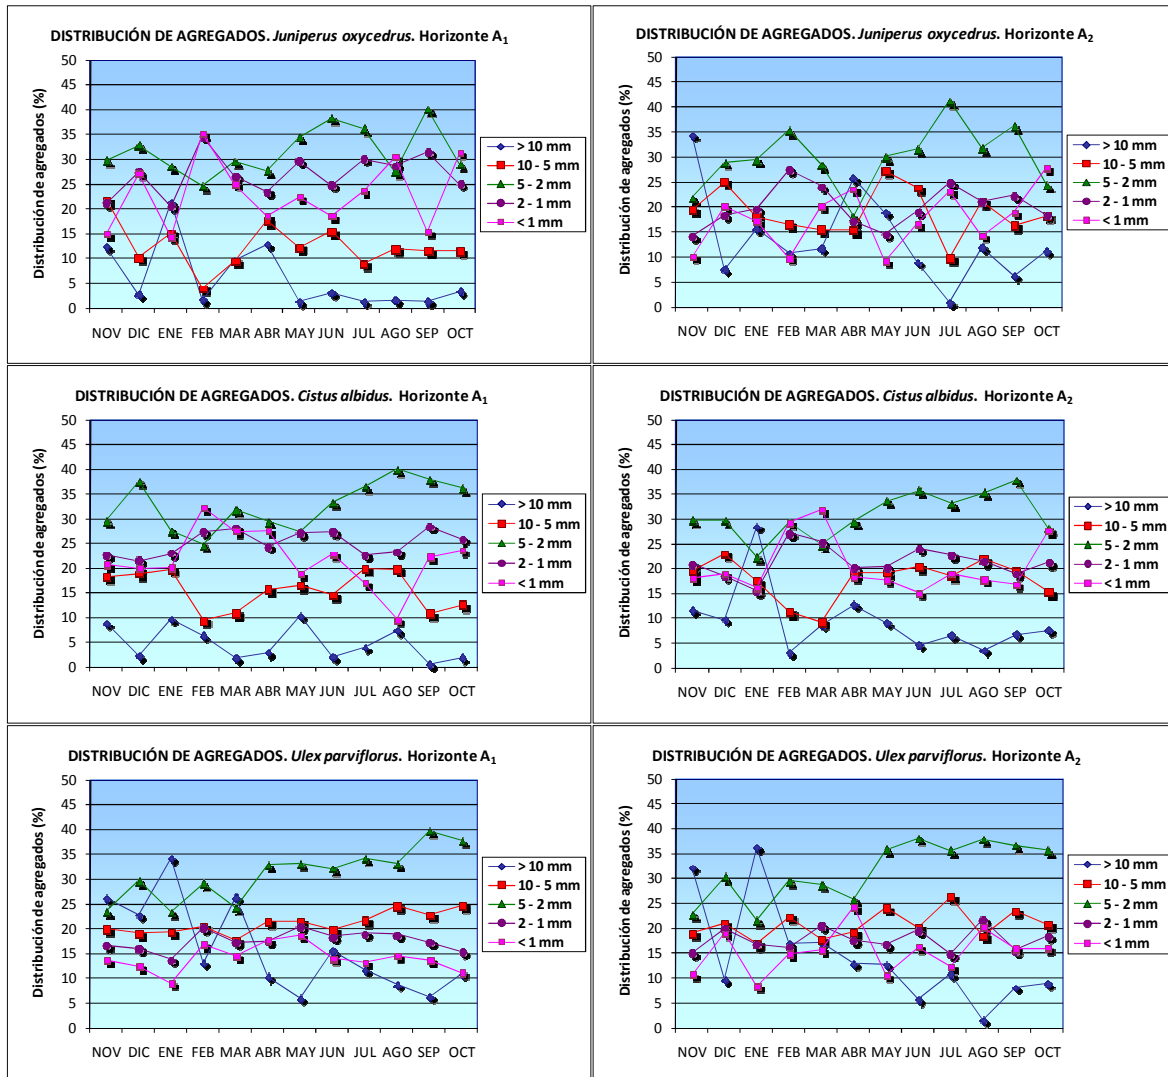 DISTRIBUCIÓN DE AGREGADOS. Juniperus oxycedrus. Horizonte A1
Distribución de agregados (%)
50
45
40
35
30
25
20
15
10
5
0
NOV DIC ENE FEB MAR ABR MAY JUN JUL AGO SEP OCT
> 10 mm
10 - 5 mm
5 - 2 mm
2 - 1 mm
< 1 mm
DISTRIBUCIÓN DE AGREGADOS. Juniperus oxycedrus. Horizonte A2
Distribución de agregados (%)
50
45
40
35
30
25
20
15
10
5
0
NOV DIC ENE FEB MAR ABR MAY JUN JUL AGO SEP OCT
> 10 mm
10 - 5 mm
5 - 2 mm
2 - 1 mm
< 1 mm
DISTRIBUCIÓN DE AGREGADOS. Cistus albidus. Horizonte A1
Distribución de agregados (%)
50
45
40
35
30
25
20
15
10
5
0
NOV DIC ENE FEB MAR ABR MAY JUN JUL AGO SEP OCT
> 10 mm
10 - 5 mm
5 - 2 mm
2 - 1 mm
< 1 mm
DISTRIBUCIÓN DE AGREGADOS. Cistus albidus. Horizonte A2
Distribución de agregados (%)
50
45
40
35
30
25
20
15
10
5
0
NOV DIC ENE FEB MAR ABR MAY JUN JUL AGO SEP OCT
> 10 mm
10 - 5 mm
5 - 2 mm
2 - 1 mm
< 1 mm
DISTRIBUCIÓN DE AGREGADOS. Ulex parviflorus. Horizonte A1
Distribución de agregados (%)
50
45
40
35
30
25
20
15
10
5
0
NOV DIC ENE FEB MAR ABR MAY JUN JUL AGO SEP OCT
> 10 mm
10 - 5 mm
5 - 2 mm
2 - 1 mm
< 1 mm
DISTRIBUCIÓN DE AGREGADOS. Ulex parviflorus. Horizonte A2
Distribución de agregados (%)
50
45
40
35
30
25
20
15
10
5
0
NOV DIC ENE FEB MAR ABR MAY JUN JUL AGO SEP OCT
> 10 mm
10 - 5 mm
5 - 2 mm
2 - 1 mm
< 1 mm